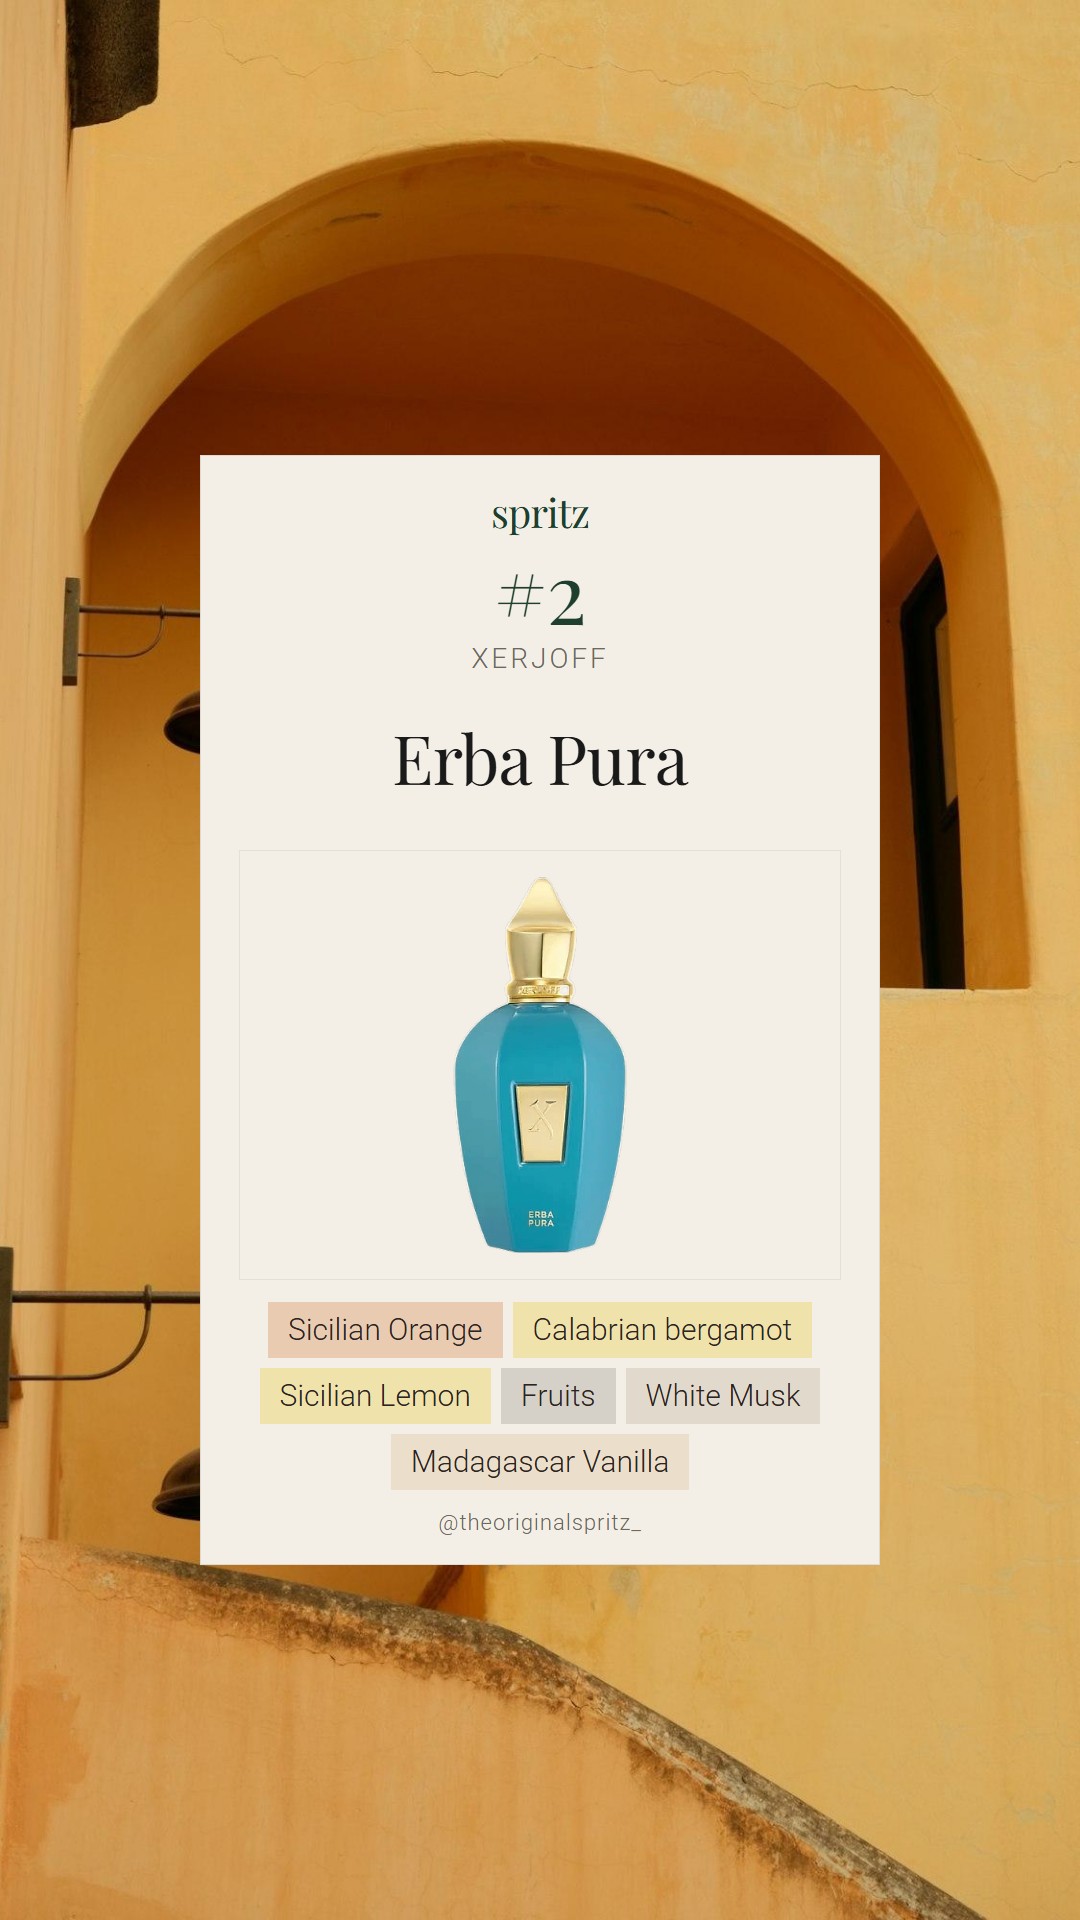 spritz
#2
XERJOFF
Erba Pura
X
ERBA
PURA
Sicilian Orange
Calabrian bergamot
Sicilian Lemon
Fruits
White Musk
Madagascar Vanilla
@theoriginalspritz_